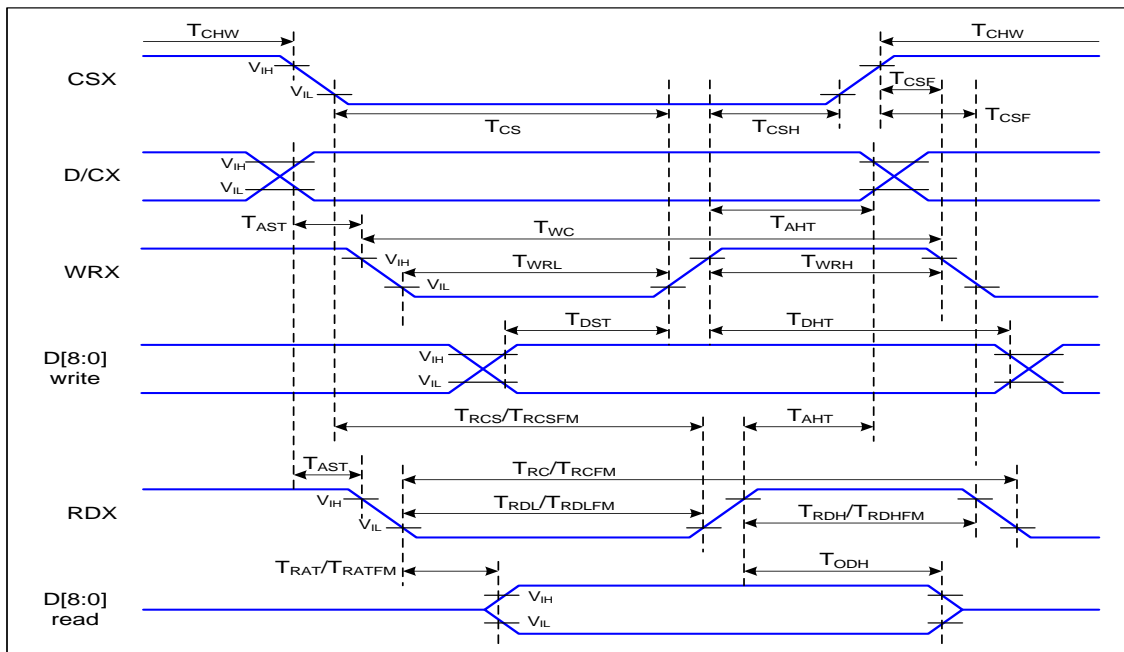 TCHW
TCHW
VIH
CSX
VIL
TCSF
TCS
TCSH
TCSF
VIH
D/CX
VIL
TAST
TWC
TAHT
VIH
WRX
TWRL
TWRH
VIL
TDST
TDHT
D[8:0]
write
VIH
VIL
TRCS/TRCSFM
TAHT
TAST
TRC/TRCFM
VIH
RDX
TRDL/TRDLFM
TRDH/TRDHFM
VIL
TRAT/TRATFM
TODH
D[8:0]
read
VIH
VIL